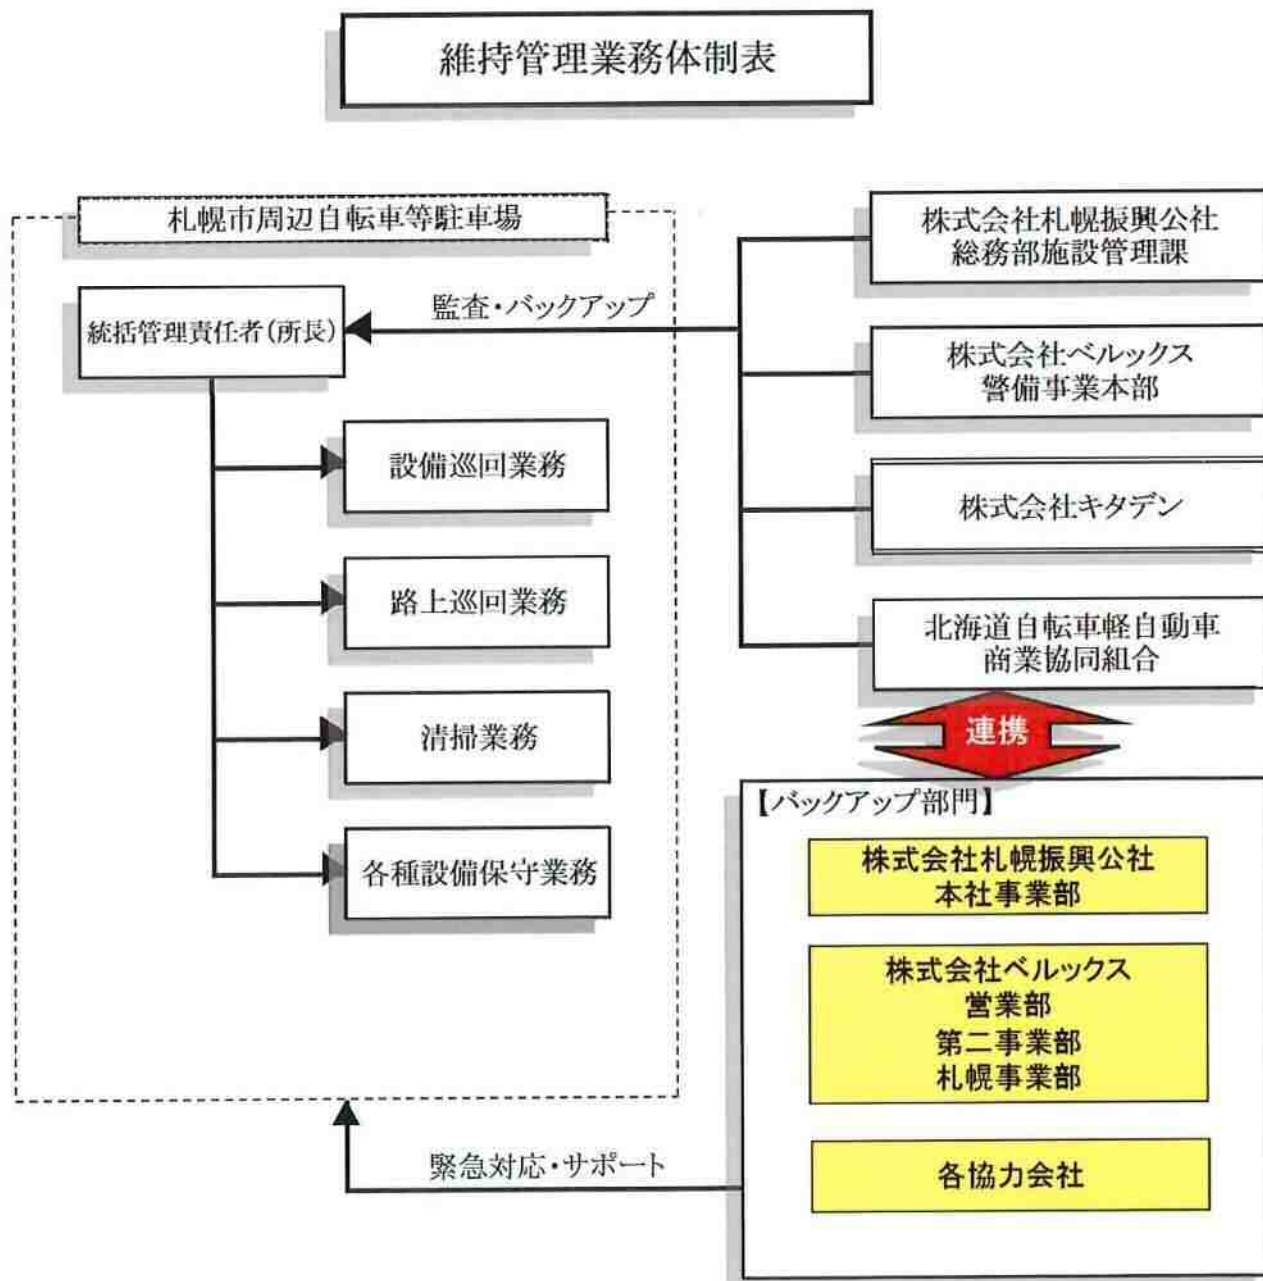 維持管理業務体制表
札幌市周辺自転車等駐車場
統括管理責任者(所長)
監査・バックアップ
設備巡回業務
路上巡回業務
清掃業務
各種設備保守業務
株式会社札幌振興公社
総務部施設管理課
株式会社ベルックス
警備事業本部
株式会社キタデン
北海道自転車軽自動車
商業協同組合
連携
【バックアップ部門】
株式会社札幌振興公社
本社事業部
株式会社ベルックス
営業部
第二事業部
札幌事業部
各協力会社
緊急対応・サポート